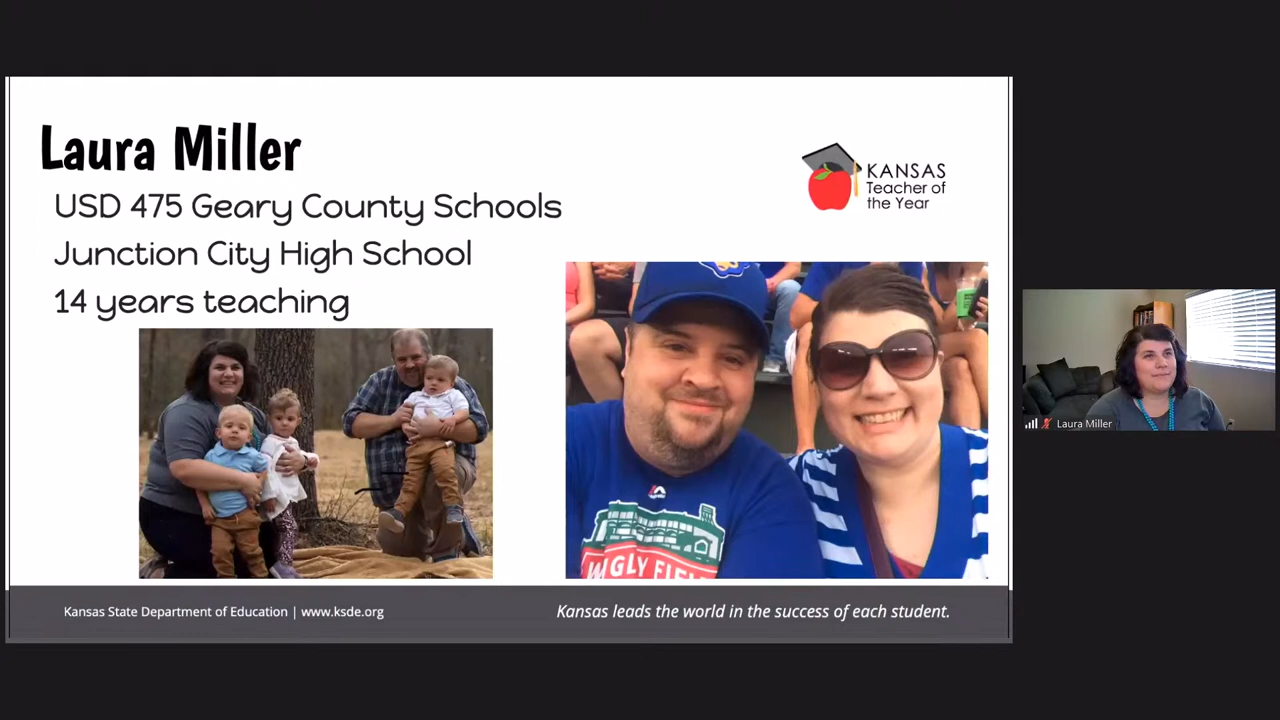 Laura Miller
USD 475 Geary County Schools
Junction City High School
14 years teaching
KANSAS
Teacher of
the Year
Kansas State Department of Education | www.ksde.org
Kansas leads the world in the success of each student.
Laura Miller